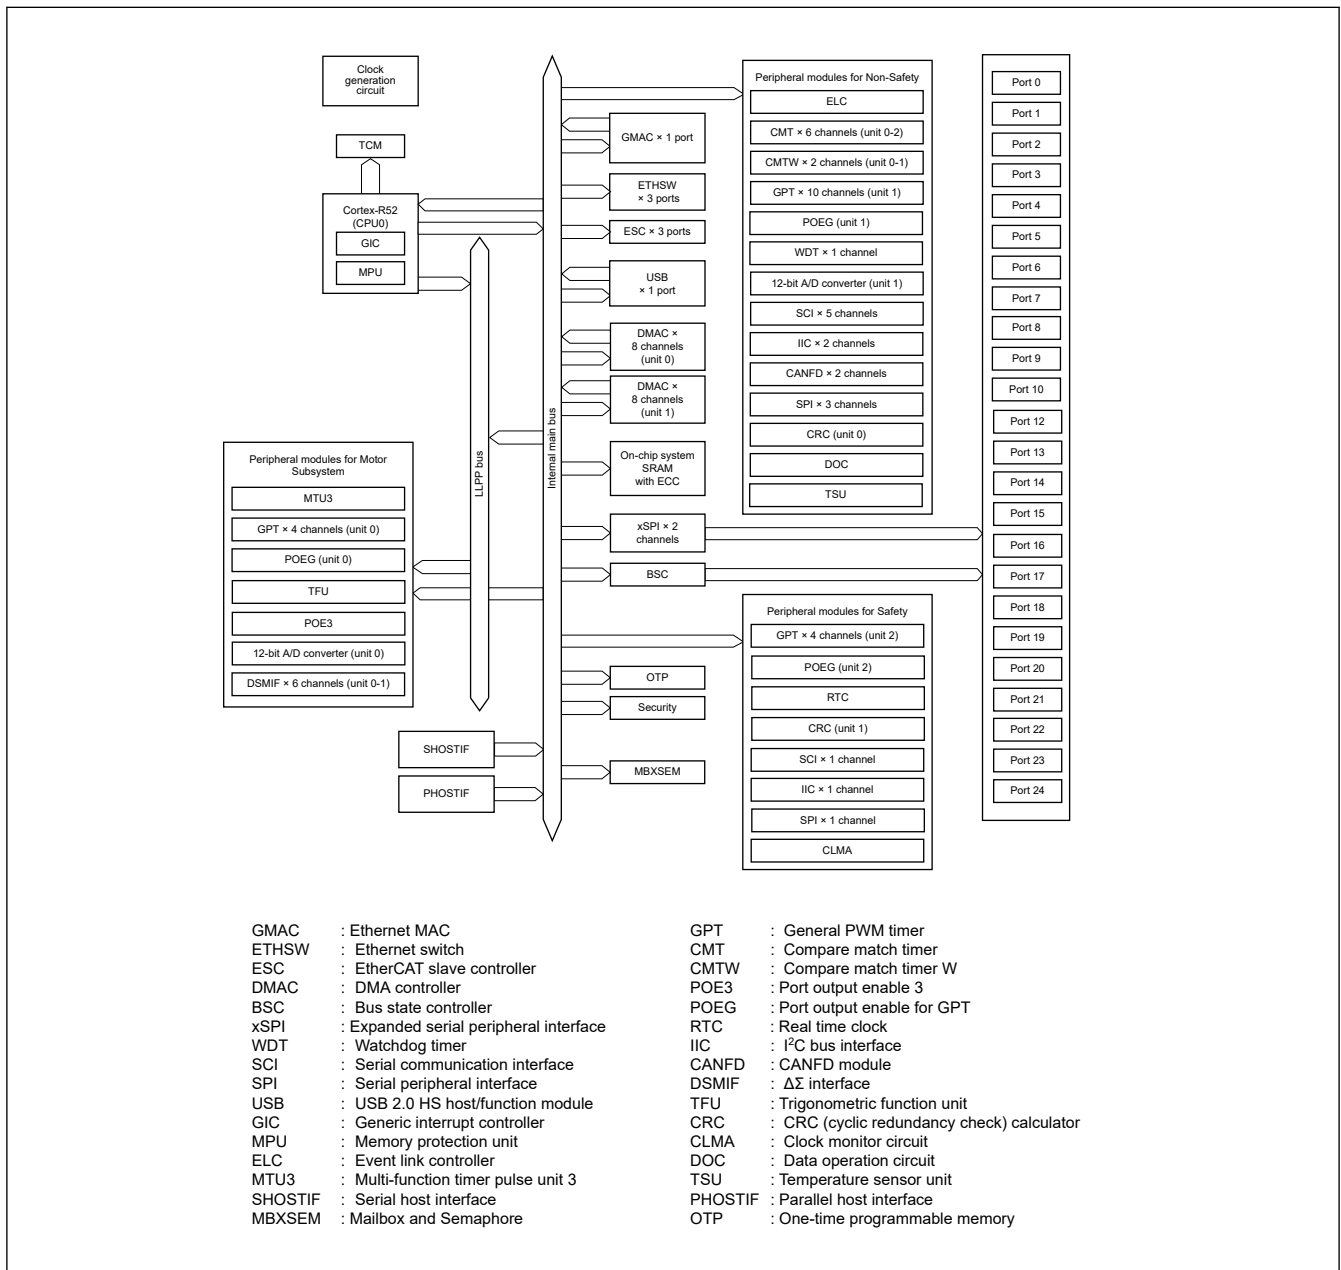 Clock
generation
circuit
TCM
Cortex-R52
(CPU0)
GIC
MPU
LLPP bus
Internal main bus
GMAC × 1 port
ETHSW
× 3 ports
ESC × 3 ports
USB
× 1 port
DMAC ×
8 channels
(unit 0)
DMAC ×
8 channels
(unit 1)
On-chip system
SRAM
with ECC
xSPI × 2
channels
BSC
OTP
Security
MBXSEM
Peripheral modules for Motor
Subsystem
MTU3
GPT × 4 channels (unit 0)
POEG (unit 0)
TFU
POE3
12-bit A/D converter (unit 0)
DSMIF × 6 channels (unit 0-1)
SHOSTIF
PHOSTIF
Peripheral modules for Non-Safety
ELC
CMT × 6 channels (unit 0-2)
CMTW × 2 channels (unit 0-1)
GPT × 10 channels (unit 1)
POEG (unit 1)
WDT × 1 channel
12-bit A/D converter (unit 1)
SCI × 5 channels
IIC × 2 channels
CANFD × 2 channels
SPI × 3 channels
CRC (unit 0)
DOC
TSU
Peripheral modules for Safety
GPT × 4 channels (unit 2)
POEG (unit 2)
RTC
CRC (unit 1)
SCI × 1 channel
IIC × 1 channel
SPI × 1 channel
CLMA
Port 0
Port 1
Port 2
Port 3
Port 4
Port 5
Port 6
Port 7
Port 8
Port 9
Port 10
Port 12
Port 13
Port 14
Port 15
Port 16
Port 17
Port 18
Port 19
Port 20
Port 21
Port 22
Port 23
Port 24
GMAC : Ethernet MAC
ETHSW : Ethernet switch
ESC : EtherCAT slave controller
DMAC : DMA controller
BSC : Bus state controller
xSPI : Expanded serial peripheral interface
WDT : Watchdog timer
SCI : Serial communication interface
SPI : Serial peripheral interface
USB : USB 2.0 HS host/function module
GIC : Generic interrupt controller
MPU : Memory protection unit
ELC : Event link controller
MTU3 : Multi-function timer pulse unit 3
SHOSTIF : Serial host interface
MBXSEM : Mailbox and Semaphore
GPT : General PWM timer
CMT : Compare match timer
CMTW : Compare match timer W
POE3 : Port output enable 3
POEG : Port output enable for GPT
RTC : Real time clock
IIC : I²C bus interface
CANFD : CANFD module
DSMIF : ΔΣ interface
TFU : Trigonometric function unit
CRC : CRC (cyclic redundancy check) calculator
CLMA : Clock monitor circuit
DOC : Data operation circuit
TSU : Temperature sensor unit
PHOSTIF : Parallel host interface
OTP : One-time programmable memory